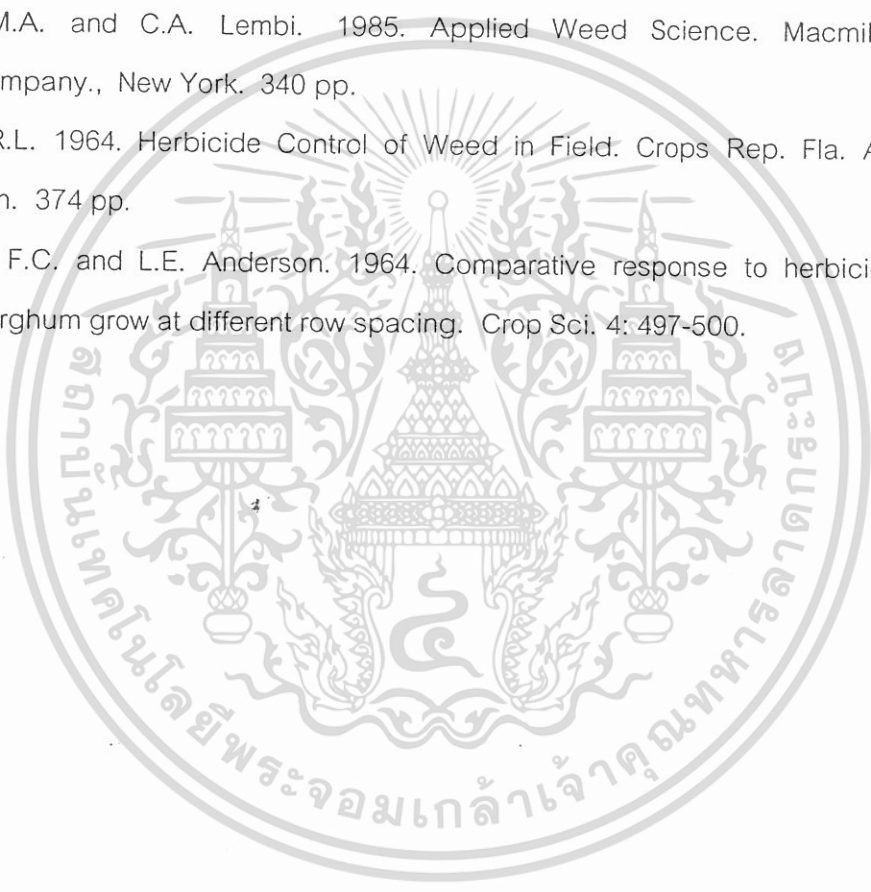 M.A. and C.A. Lembi. 1985. Applied Weed Science.
ompany., New York. 340 pp.
R.L. 1964. Herbicide Control of Weed in Field. Crops Rep. Fla.
374 pp.
F.C. and L.E. Anderson. 1964. Comparative response to
rghum grow at different row spacing. Crop Sci. 4: 497-500.
สถาบันเทคโนโลยีพระจอมเกล้าเจ้าคุณทหารลาดกระบัง